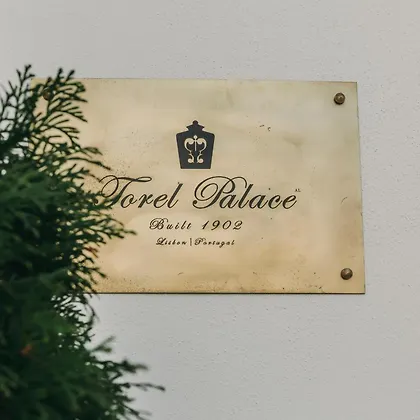 Torel Palace
Built 1902
Lisbon | Portugal